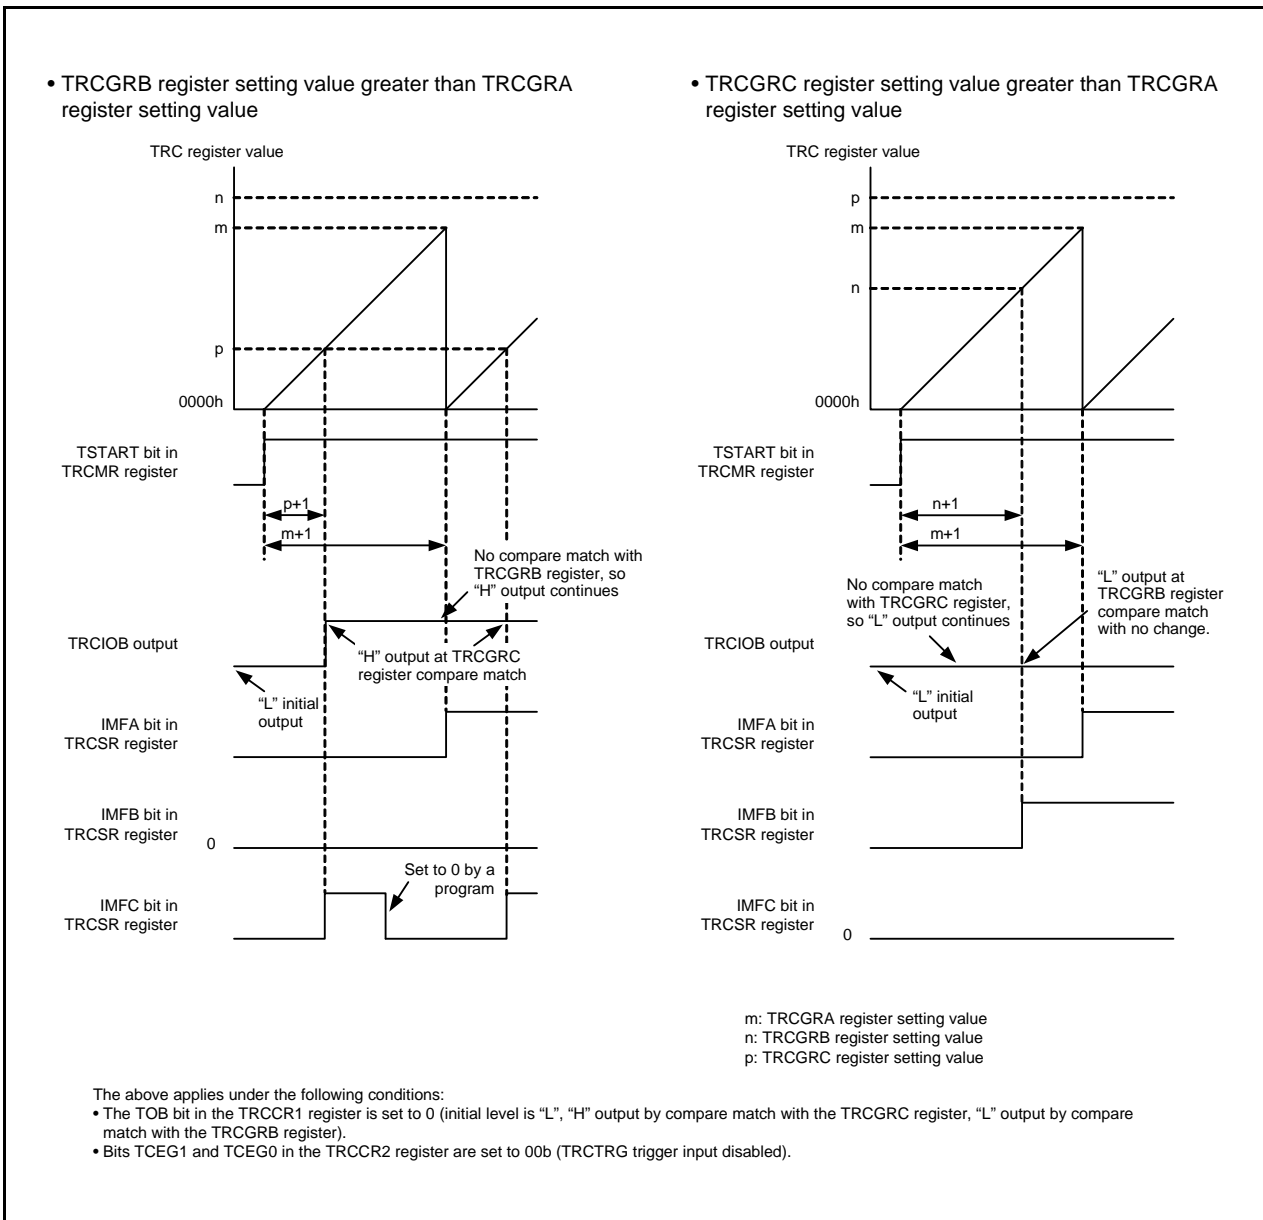 • TRCGRB register setting value greater than TRCGRA
register setting value
TRC register value
n
m
p
0000h
TSTART bit in
TRCMR register
p+1
m+1
No compare match with
TRCGRB register, so
“H” output continues
TRCIOB output
“H” output at TRCGRC
register compare match
“L” initial
output
IMFA bit in
TRCSR register
IMFB bit in
TRCSR register
0
Set to 0 by a
program
IMFC bit in
TRCSR register
• TRCGRC register setting value greater than TRCGRA
register setting value
TRC register value
p
m
n
0000h
TSTART bit in
TRCMR register
n+1
m+1
No compare match
with TRCGRC register,
so “L” output continues
“L” output at
TRCGRB register
compare match
with no change.
TRCIOB output
“L” initial
output
IMFA bit in
TRCSR register
IMFB bit in
TRCSR register
IMFC bit in
TRCSR register
0
m: TRCGRA register setting value
n: TRCGRB register setting value
p: TRCGRC register setting value
The above applies under the following conditions:
• The TOB bit in the TRCCR1 register is set to 0 (initial level is “L”, “H” output by compare match with the TRCGRC register, “L” output by compare
match with the TRCGRB register).
• Bits TCEG1 and TCEG0 in the TRCCR2 register are set to 00b (TRCTRG trigger input disabled).